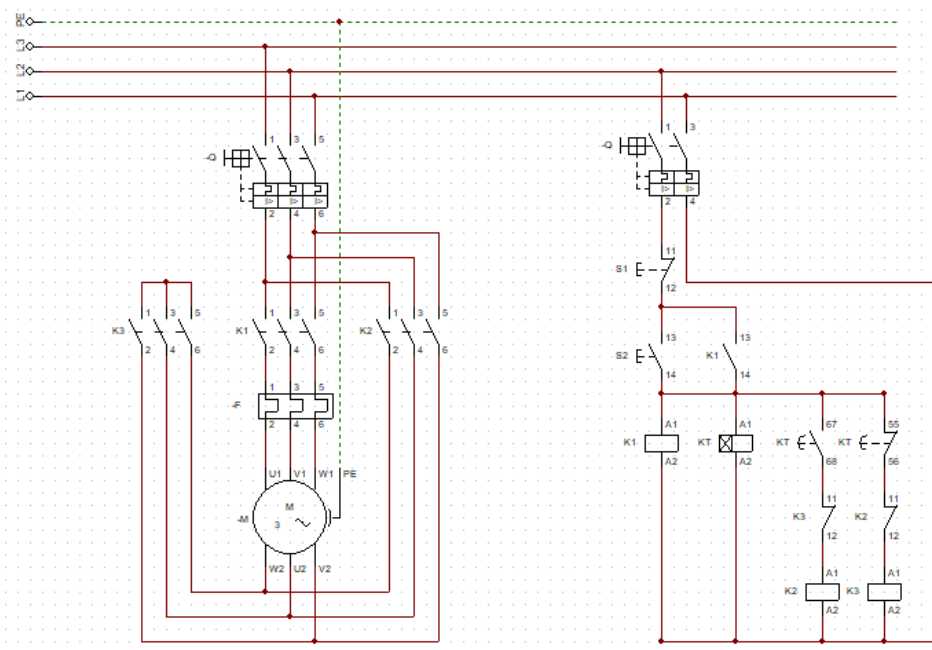 PE
L3
L2
L1
1 3 5
-Q
I> I> I>
2 4 6
1 3
-Q
I> I>
2 4
11
S1
12
1 3 5
K3
2 4 6
1 3 5
K1
2 4 6
1 3 5
K2
2 4 6
13
S2
14
13
K1
14
1 3 5
-F
2 4 6
A1
K1
A2
A1
KT
A2
67
KT
68
55
KT
56
U1 V1 W1 PE
M
-M
3
W2 U2 V2
11
K3
12
11
K2
12
A1
K2
A2
A1
K3
A2